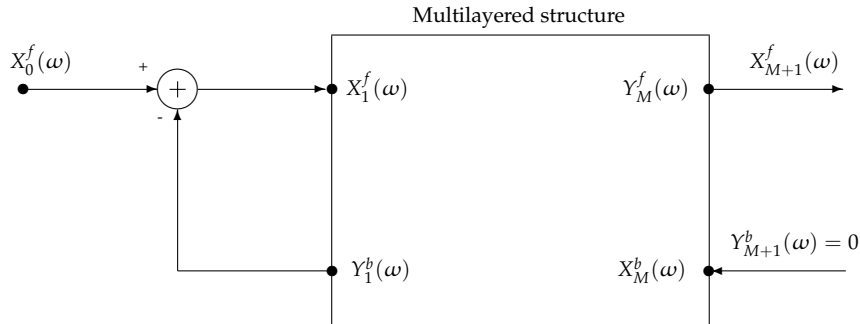 Multilayered structure
X_0^f(ω)
+
+
-
X_1^f(ω)
Y_M^f(ω)
X_{M+1}^f(ω)
Y_1^b(ω)
X_M^b(ω)
Y_{M+1}^b(ω) = 0